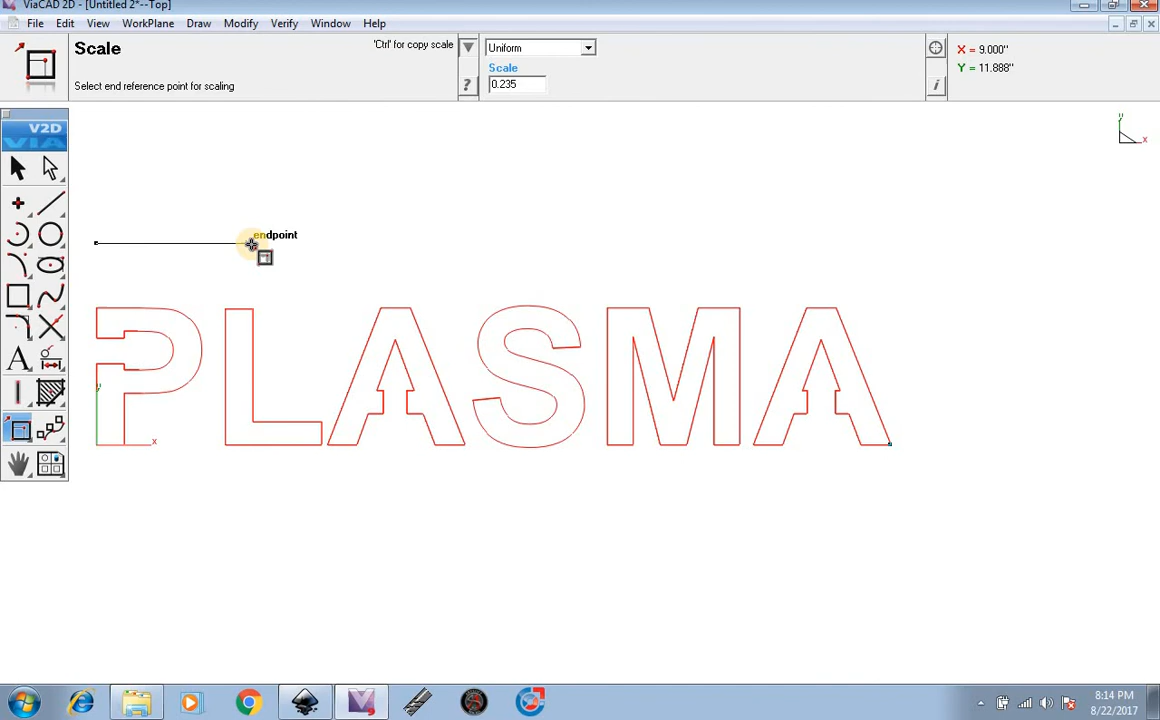 ViaCAD 2D - [Untitled 2*--Top]
File Edit View WorkPlane Draw Modify Verify Window Help
Scale
'Ctrl' for copy scale
Select end reference point for scaling
?
Uniform
Scale
0.235
i
X = 9.000"
Y = 11.888"
V2D
VIA
y
x
endpoint
PLASMA
y
x
A
8:14 PM
8/22/2017